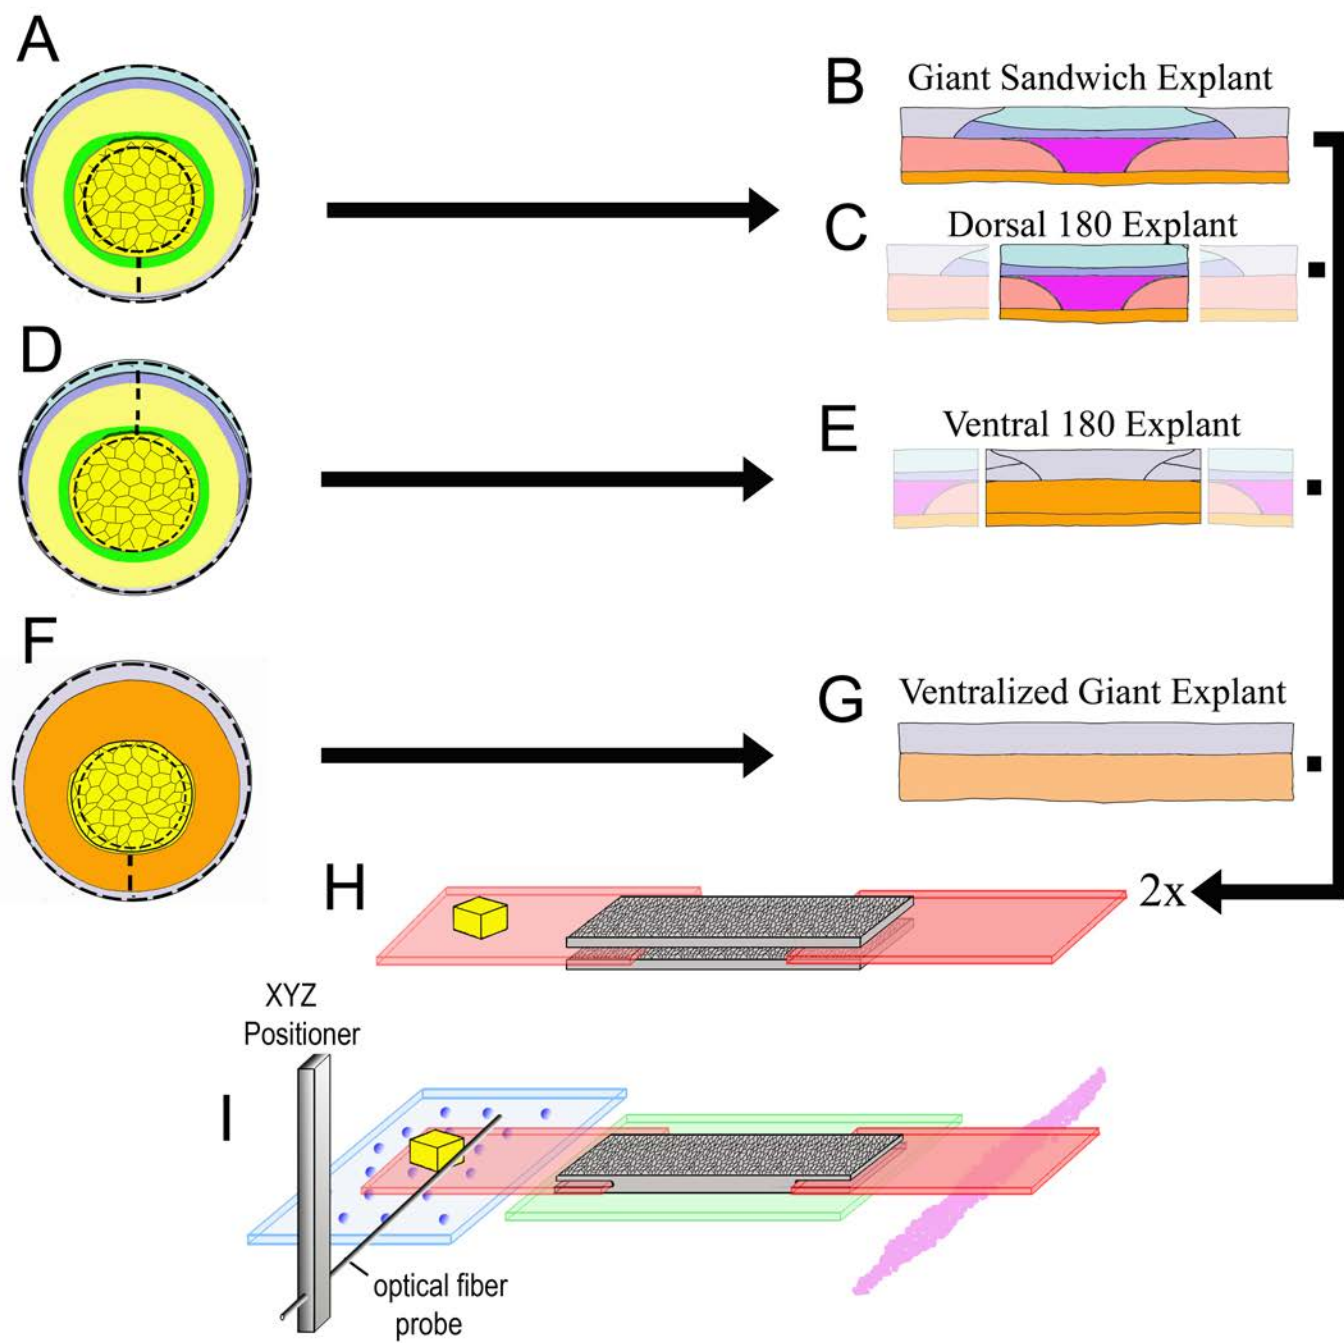 A
B
Giant Sandwich Explant
C
Dorsal 180 Explant
D
E
Ventral 180 Explant
F
G
Ventralized Giant Explant
H
2x
XYZ
Positioner
I
optical fiber
probe